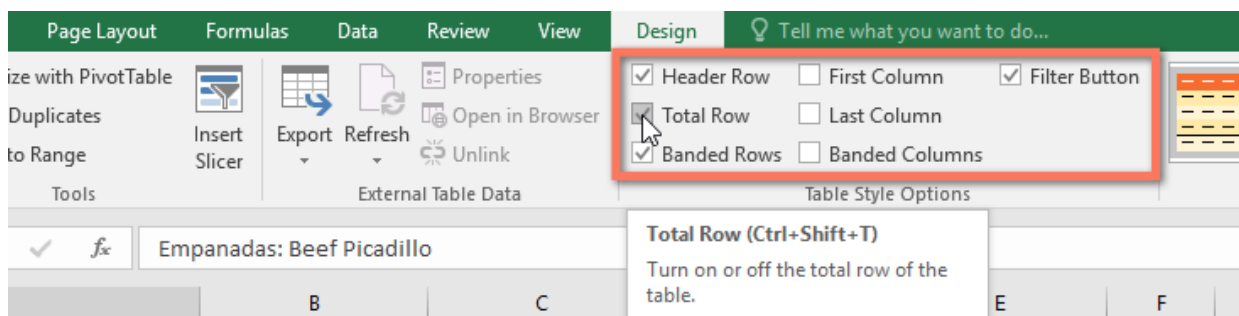 Page Layout Formulas Data Review View Design Tell me what you want to do...
ize with PivotTable
Duplicates
to Range
Tools
Insert
Slicer
Export Refresh
Properties
Open in Browser
Unlink
External Table Data
Header Row First Column Filter Button
Total Row Last Column
Banded Rows Banded Columns
Table Style Options
fx Empanadas: Beef Picadillo
Total Row (Ctrl+Shift+T)
Turn on or off the total row of the
table.
B C E F